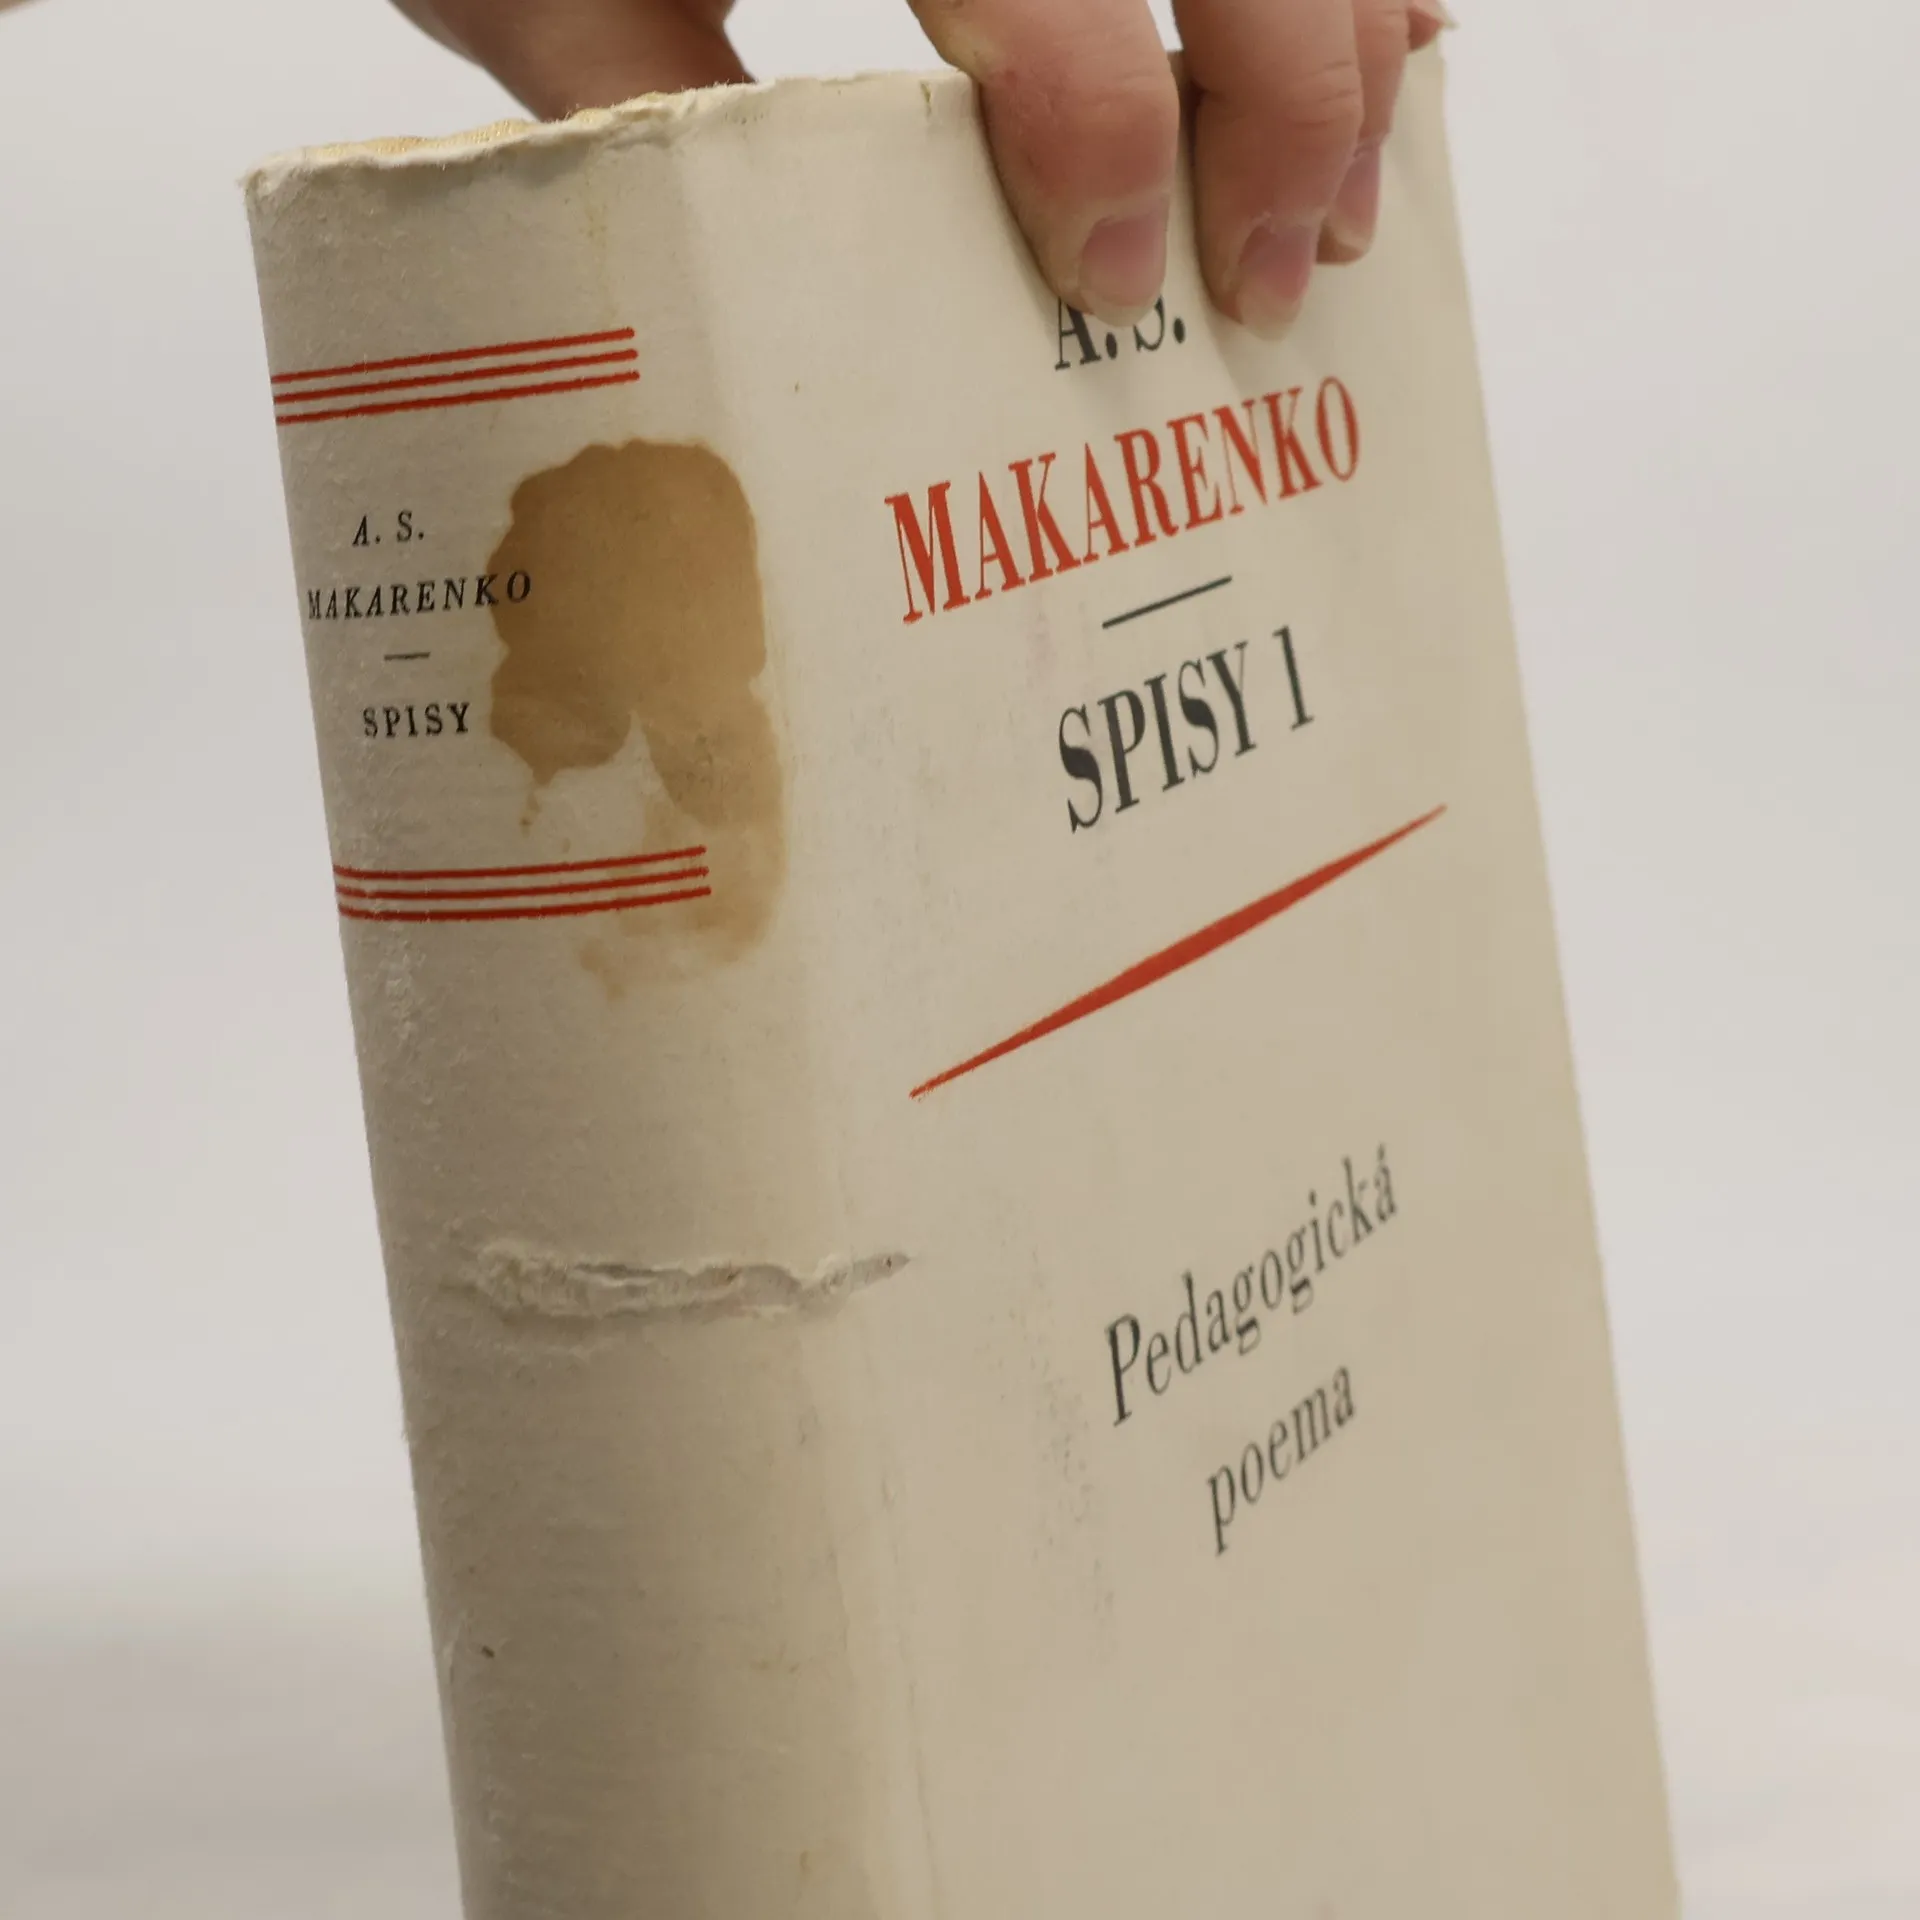 A. S.
MAKARENKO
SPISY
A. S.
MAKARENKO
SPISY 1
Pedagogická
poema